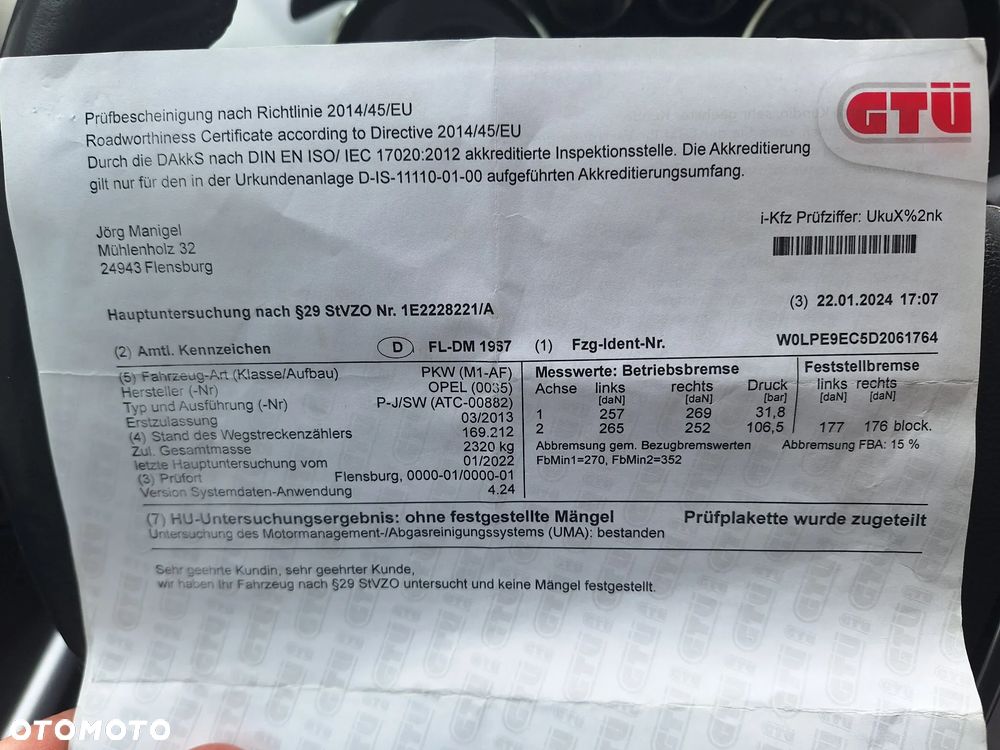 GTÜ
Prüfbescheinigung nach Richtlinie 2014/45/EU
Roadworthiness Certificate according to Directive 2014/45/EU
Durch die DAkkS nach DIN EN ISO/ IEC 17020:2012 akkreditierte Inspektionsstelle. Die Akkreditierung
gilt nur für den in der Urkundenanlage D-IS-11110-01-00 aufgeführten Akkreditierungsumfang.
i-Kfz Prüfziffer: UkuX%2nk
Jörg Manigel
Mühlenholz 32
24943 Flensburg
Hauptuntersuchung nach §29 StVZO Nr. 1E2228221/A (3) 22.01.2024 17:07
(2) Amtl. Kennzeichen D FL-DM 1967 (1) Fzg-Ident-Nr. W0LPE9EC5D2061764
(5) Fahrzeug-Art (Klasse/Aufbau) PKW (M1-AF)
Hersteller (-Nr) OPEL (0035)
Typ und Ausführung (-Nr) P-J/SW (ATC-00882)
Erstzulassung 03/2013
(4) Stand des Wegstreckenzählers 169.212
Zul. Gesamtmasse 2320 kg
letzte Hauptuntersuchung vom 01/2022
(3) Prüfort Flensburg, 0000-01/0000-01
Version Systemdaten-Anwendung 4.24
Messwerte: Betriebsbremse Feststellbremse
Achse links rechts Druck links rechts
[daN] [daN] [bar] [daN] [daN]
1 257 269 31,8
2 265 252 106,5 177 176 block.
Abbremsung gem. Bezugbremswerten Abbremsung FBA: 15 %
FbMin1=270, FbMin2=352
(7) HU-Untersuchungsergebnis: ohne festgestellte Mängel Prüfplakette wurde zugeteilt
Untersuchung des Motormanagement-/Abgasreinigungssystems (UMA): bestanden
Sehr geehrte Kundin, sehr geehrter Kunde,
wir haben Ihr Fahrzeug nach §29 StVZO untersucht und keine Mängel festgestellt.
OTOMOTO